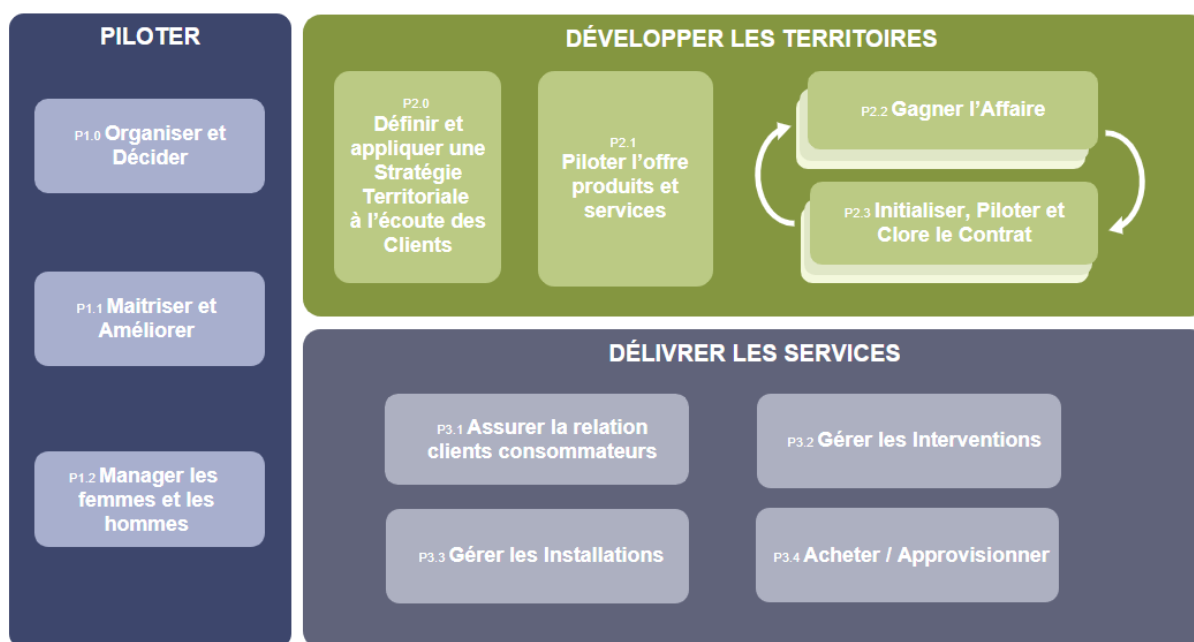 PILOTER
P1.0 Organiser et
Décider
P1.1 Maitriser et
Améliorer
P1.2 Manager les
femmes et les
hommes
DÉVELOPPER LES TERRITOIRES
P2.0
Définir et
appliquer une
Stratégie
Territoriale
à l’écoute des
Clients
P2.1
Piloter l’offre
produits et
services
P2.2 Gagner l’Affaire
P2.3 Initialiser, Piloter et
Clore le Contrat
DÉLIVRER LES SERVICES
P3.1 Assurer la relation
clients consommateurs
P3.2 Gérer les Interventions
P3.3 Gérer les Installations
P3.4 Acheter / Approvisionner